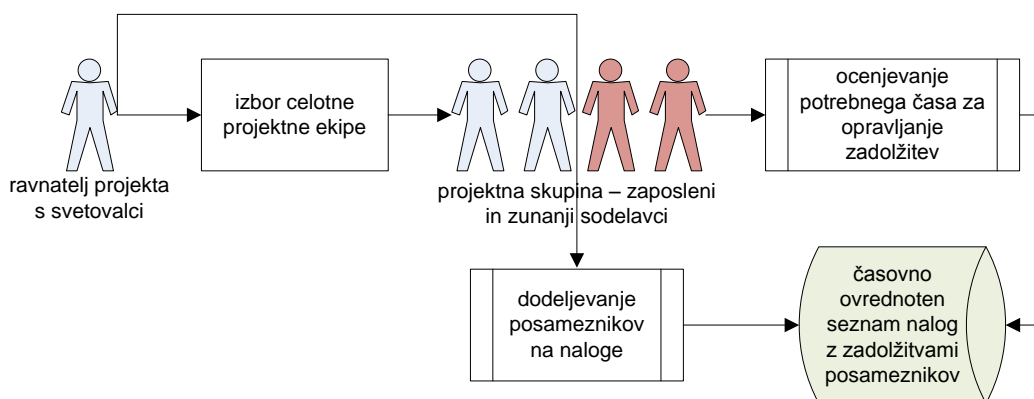 ravnatelj projekta
s svetovalci
izbor celotne
projektne ekipe
projektna skupina – zaposleni
in zunanji sodelavci
ocenjevanje
potrebnega časa za
opravljanje
zadolžitev
dodeljevanje
posameznikov
na naloge
časovno
ovrednoten
seznam nalog
z zadolžitvami
posameznikov